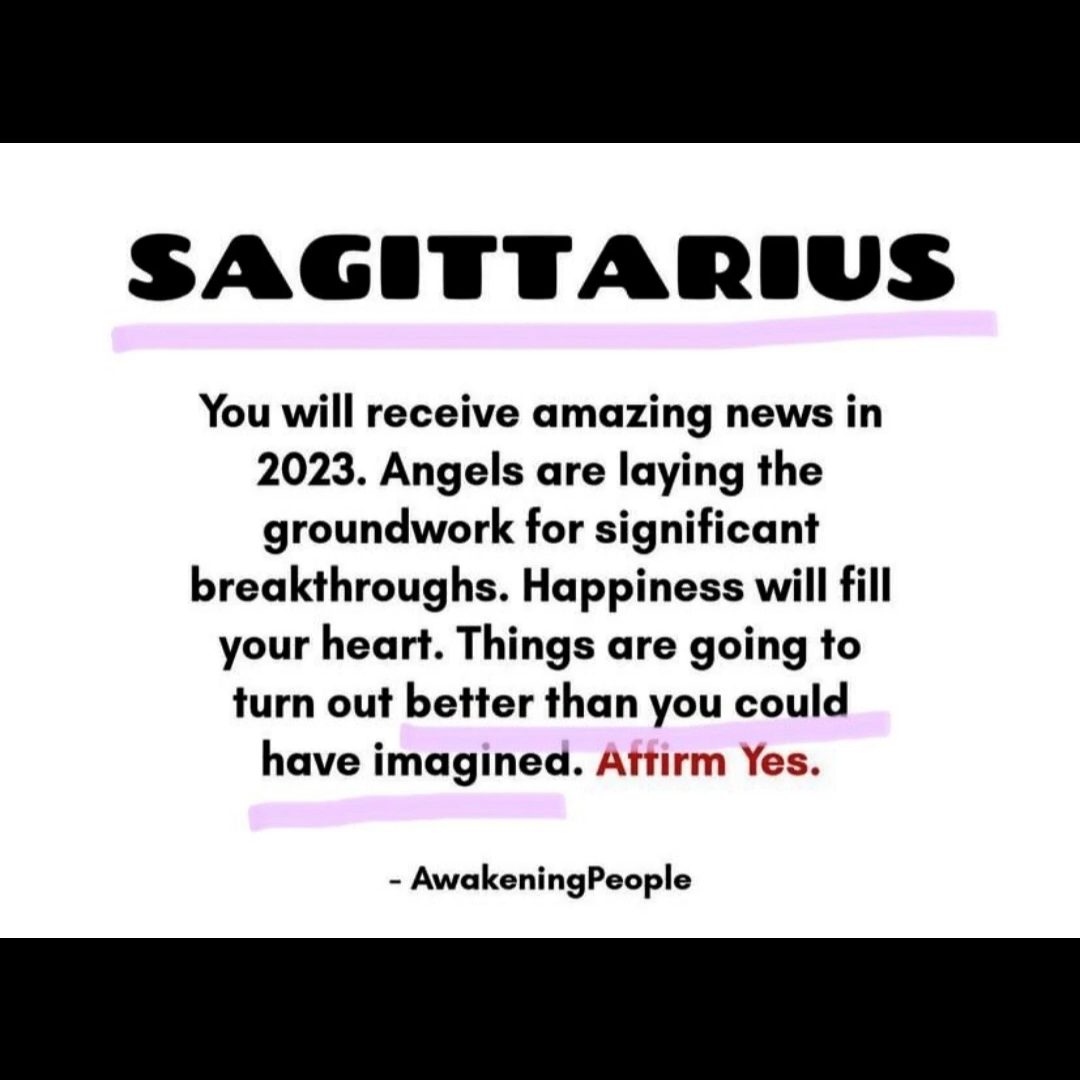 SAGITTARIUS
You will receive amazing news in
2023. Angels are laying the
groundwork for significant
breakthroughs. Happiness will fill
your heart. Things are going to
turn out better than you could
have imagined. Affirm Yes.
- AwakeningPeople